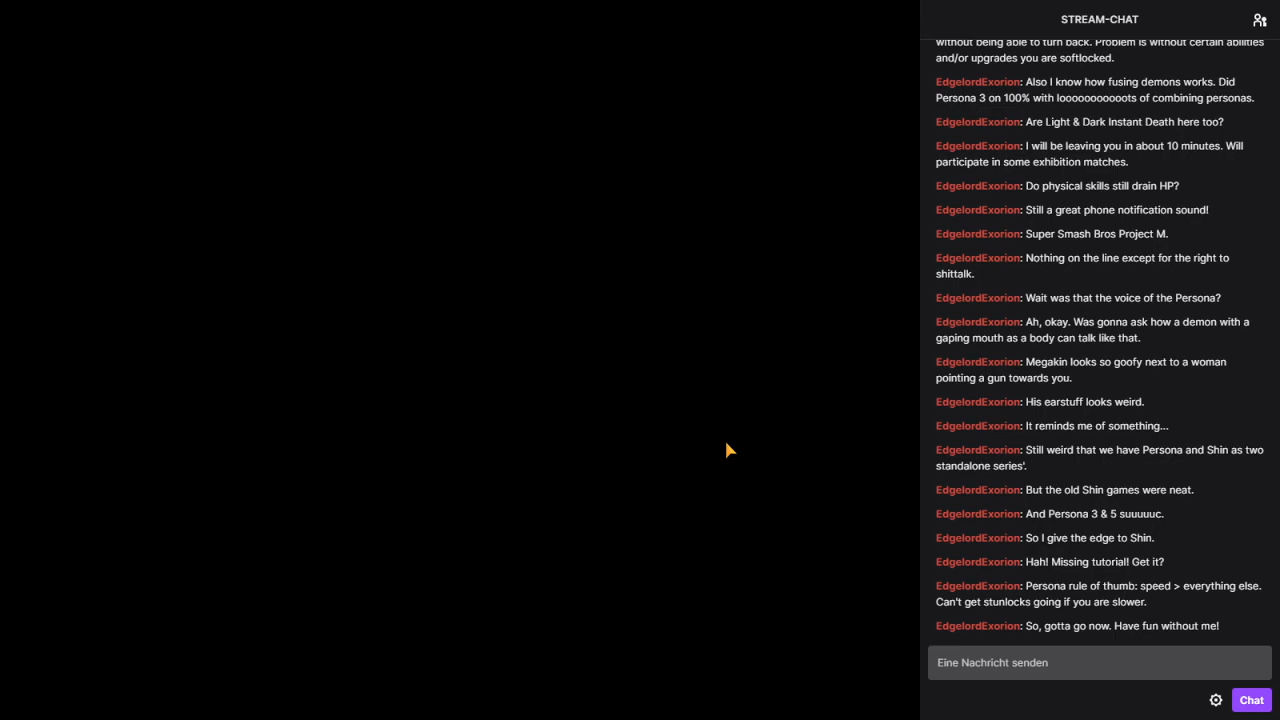 STREAM-CHAT
without being able to turn back. Problem is without certain abilities
and/or upgrades you are softlocked.
EdgelordExorion: Also I know how fusing demons works. Did
Persona 3 on 100% with looooooooooots of combining personas.
EdgelordExorion: Are Light & Dark Instant Death here too?
EdgelordExorion: I will be leaving you in about 10 minutes. Will
participate in some exhibition matches.
EdgelordExorion: Do physical skills still drain HP?
EdgelordExorion: Still a great phone notification sound!
EdgelordExorion: Super Smash Bros Project M.
EdgelordExorion: Nothing on the line except for the right to
shittalk.
EdgelordExorion: Wait was that the voice of the Persona?
EdgelordExorion: Ah, okay. Was gonna ask how a demon with a
gaping mouth as a body can talk like that.
EdgelordExorion: Megakin looks so goofy next to a woman
pointing a gun towards you.
EdgelordExorion: His earstuff looks weird.
EdgelordExorion: It reminds me of something...
EdgelordExorion: Still weird that we have Persona and Shin as two
standalone series'.
EdgelordExorion: But the old Shin games were neat.
EdgelordExorion: And Persona 3 & 5 suuuuuc.
EdgelordExorion: So I give the edge to Shin.
EdgelordExorion: Hah! Missing tutorial! Get it?
EdgelordExorion: Persona rule of thumb: speed > everything else.
Can't get stunlocks going if you are slower.
EdgelordExorion: So, gotta go now. Have fun without me!
Eine Nachricht senden
Chat